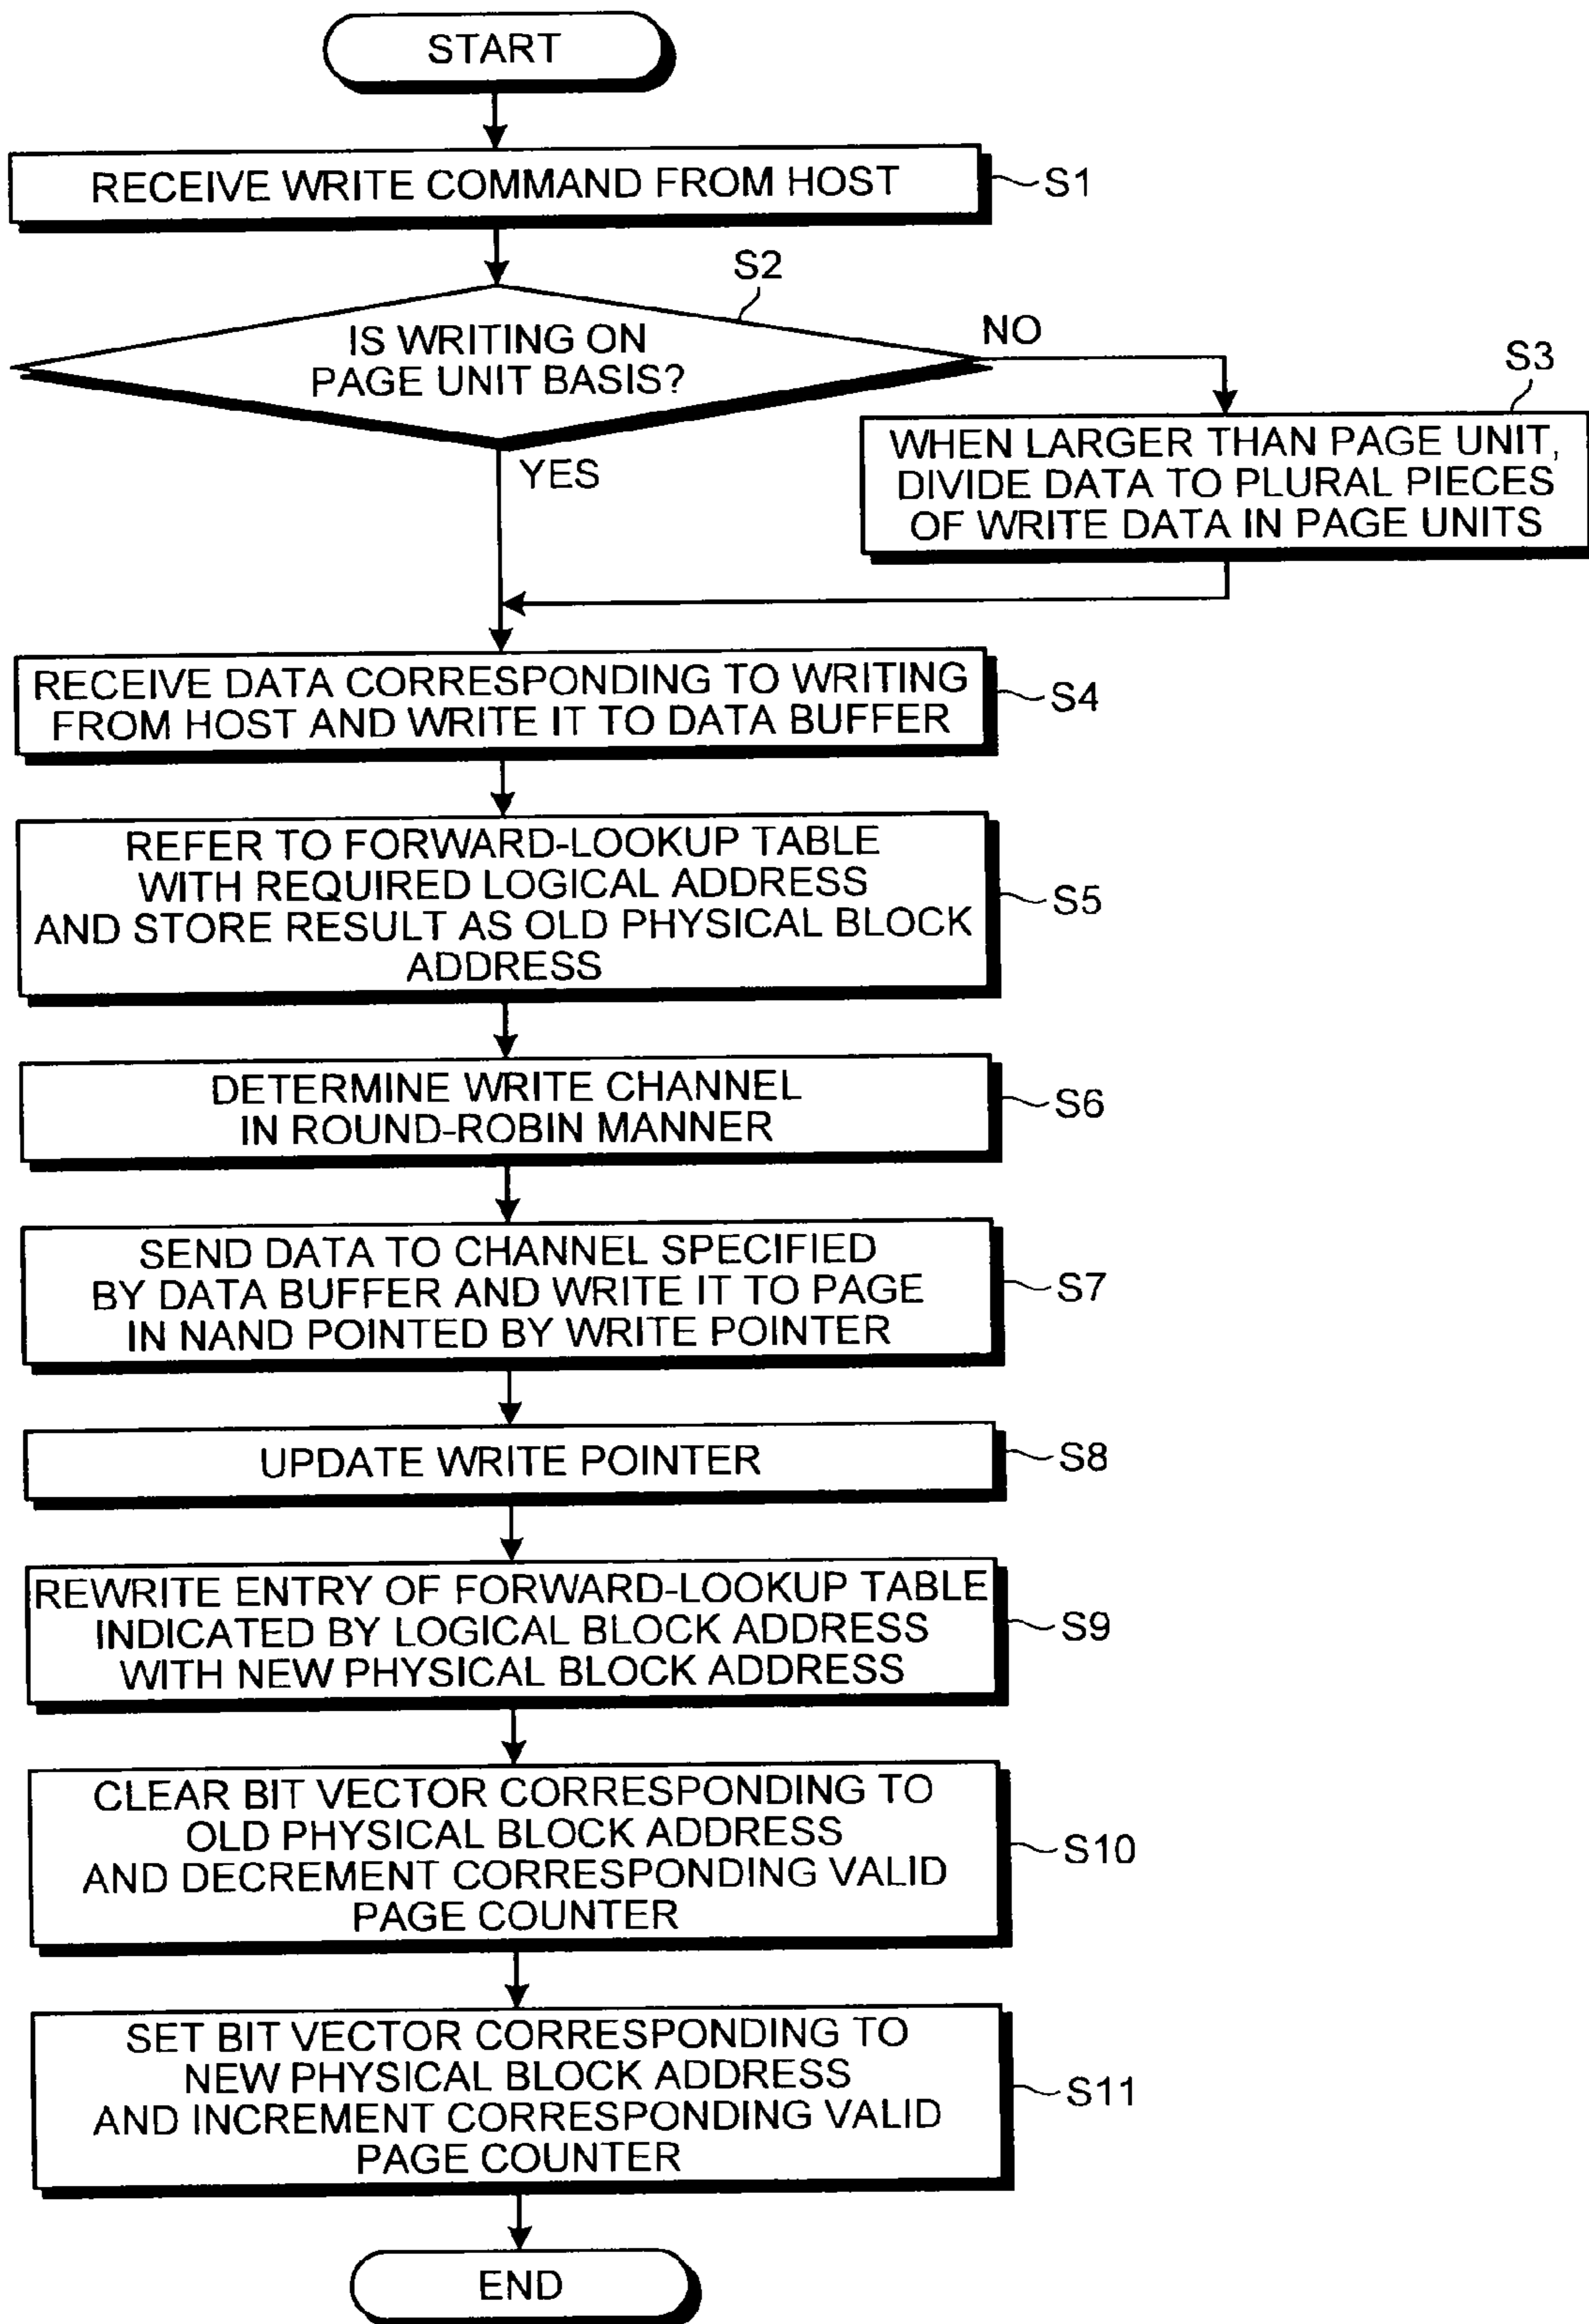 START
RECEIVE WRITE COMMAND FROM HOST
S1
S2
IS WRITING ON
PAGE UNIT BASIS?
NO
YES
S3
WHEN LARGER THAN PAGE UNIT,
DIVIDE DATA TO PLURAL PIECES
OF WRITE DATA IN PAGE UNITS
RECEIVE DATA CORRESPONDING TO WRITING
FROM HOST AND WRITE IT TO DATA BUFFER
S4
REFER TO FORWARD-LOOKUP TABLE
WITH REQUIRED LOGICAL ADDRESS
AND STORE RESULT AS OLD PHYSICAL BLOCK
ADDRESS
S5
DETERMINE WRITE CHANNEL
IN ROUND-ROBIN MANNER
S6
SEND DATA TO CHANNEL SPECIFIED
BY DATA BUFFER AND WRITE IT TO PAGE
IN NAND POINTED BY WRITE POINTER
S7
UPDATE WRITE POINTER
S8
REWRITE ENTRY OF FORWARD-LOOKUP TABLE
INDICATED BY LOGICAL BLOCK ADDRESS
WITH NEW PHYSICAL BLOCK ADDRESS
S9
CLEAR BIT VECTOR CORRESPONDING TO
OLD PHYSICAL BLOCK ADDRESS
AND DECREMENT CORRESPONDING VALID
PAGE COUNTER
S10
SET BIT VECTOR CORRESPONDING TO
NEW PHYSICAL BLOCK ADDRESS
AND INCREMENT CORRESPONDING VALID
PAGE COUNTER
S11
END